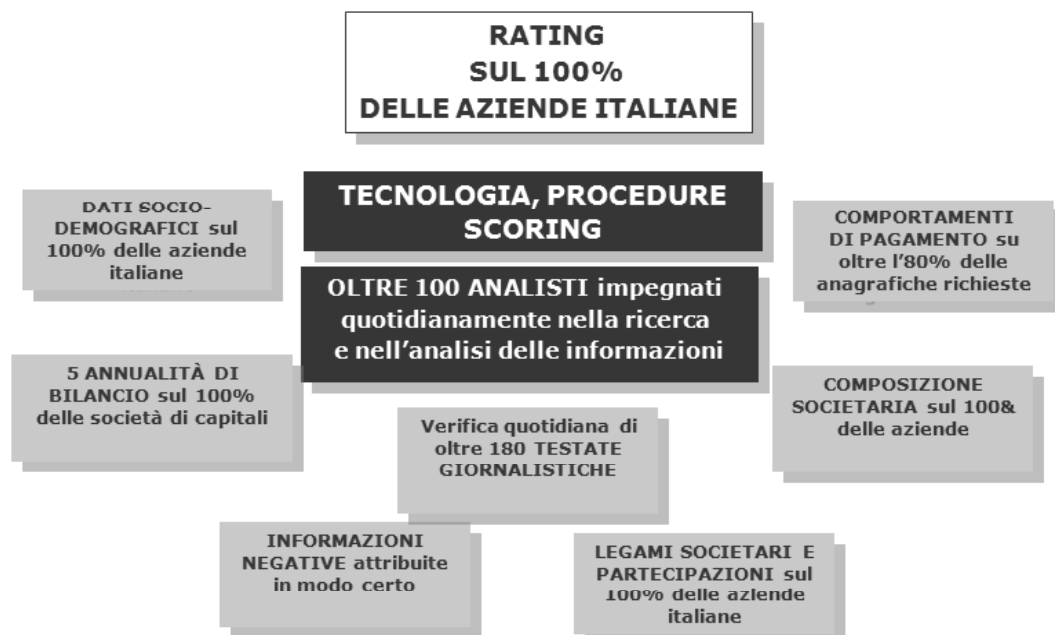 RATING
SUL 100%
DELLE AZIENDE ITALIANE
TECNOLOGIA, PROCEDURE
SCORING
DATI SOCIO-
DEMOGRAFICI sul
100% delle aziende
italiane
COMPORTAMENTI
DI PAGAMENTO su
oltre l'80% delle
anagrafiche richieste
OLTRE 100 ANALISTI impegnati
quotidianamente nella ricerca
e nell'analisi delle informazioni
5 ANNUALITÀ DI
BILANCIO sul 100%
delle società di capitali
COMPOSIZIONE
SOCIETARIA sul 100&
delle aziende
Verifica quotidiana di
oltre 180 TESTATE
GIORNALISTICHE
INFORMAZIONI
NEGATIVE attribuite
in modo certo
LEGAMI SOCIETARI E
PARTECIPAZIONI sul
100% delle aziende
italiane